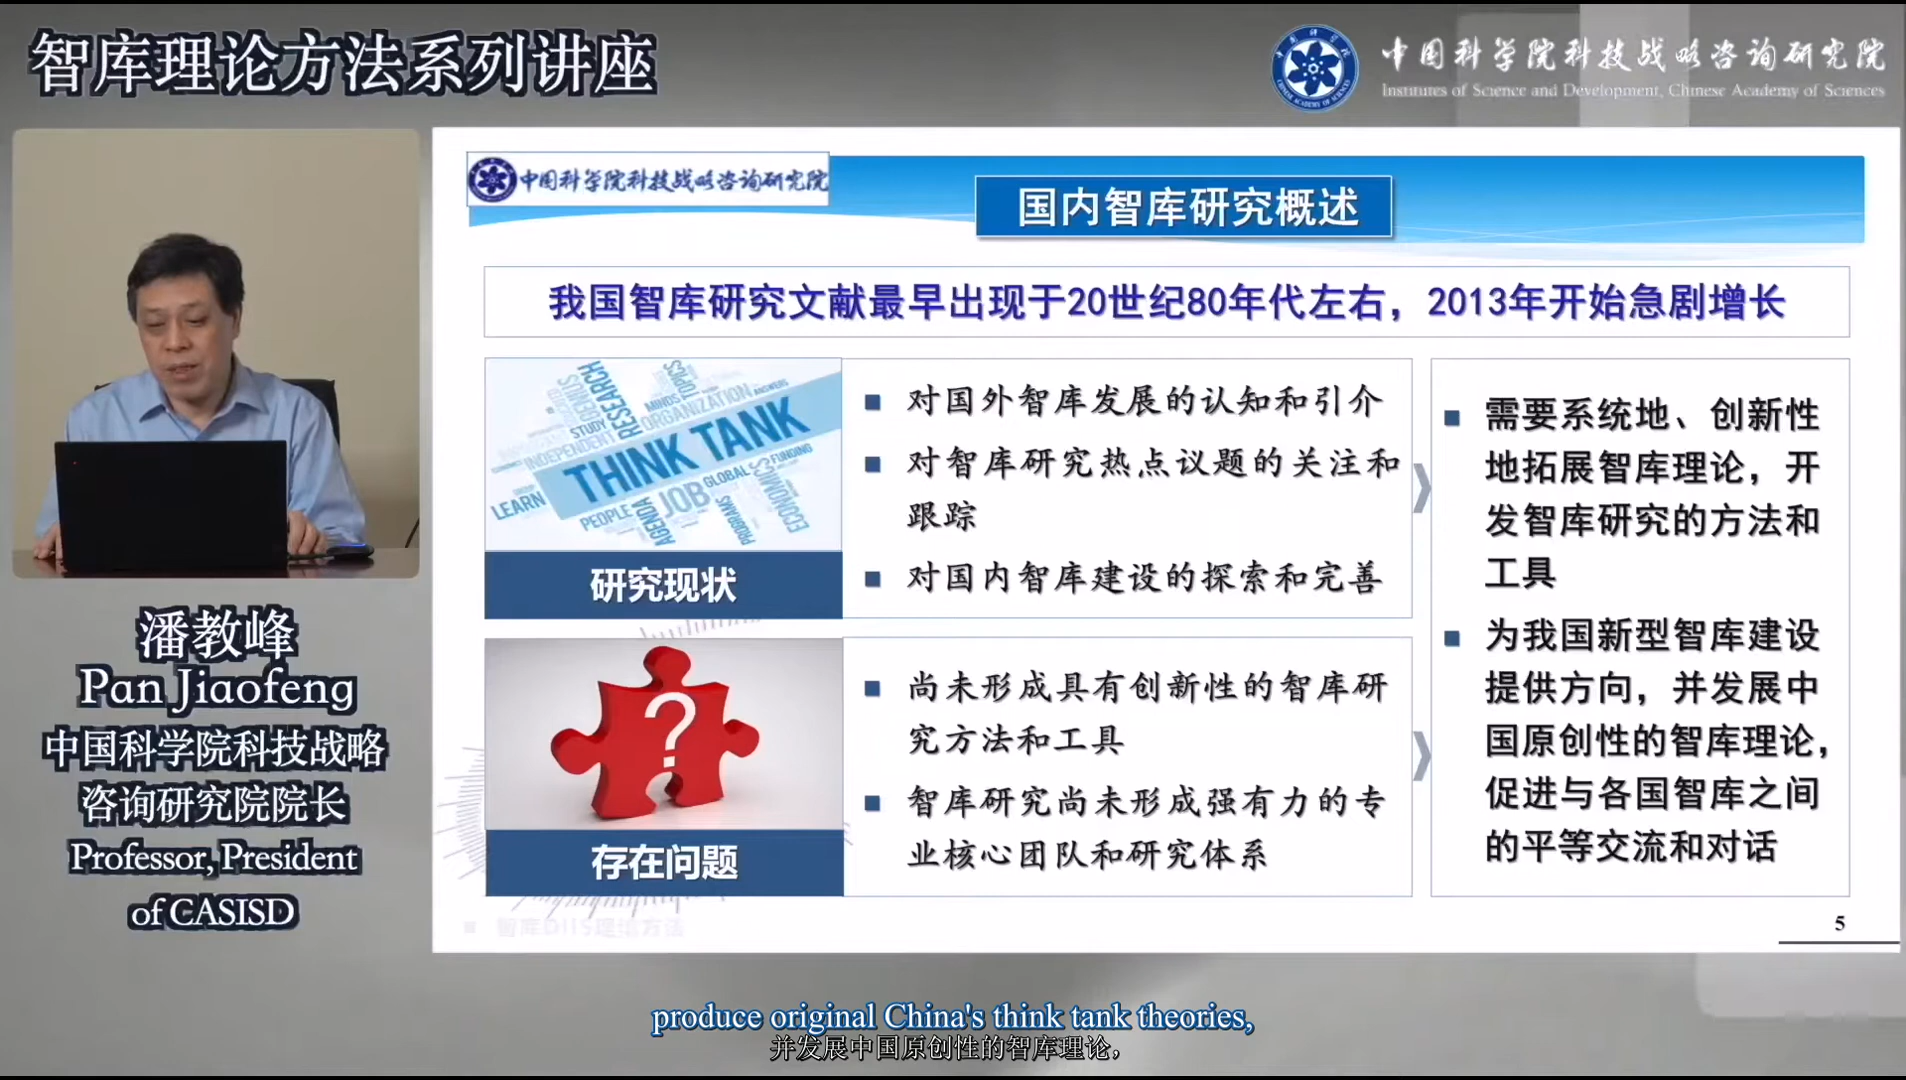 智库理论方法系列讲座
中国科学院科技战略咨询研究院
Institutes of Science and Development, Chinese Academy of Sciences
中国科学院科技战略咨询研究院
国内智库研究概述
我国智库研究文献最早出现于20世纪80年代左右，2013年开始急剧增长
RESEARCH
TOPICS
MINDS
ANSWERS
ORGANIZATION
STUDY
INDEPENDENT
THINK TANK
FUNDING
GLOBAL
LEARN
JOB
PEOPLE
AGENDA
PROGRAMS
ECONOMICS
研究现状
对国外智库发展的认知和引介
对智库研究热点议题的关注和
跟踪
对国内智库建设的探索和完善
?
存在问题
尚未形成具有创新性的智库研
究方法和工具
智库研究尚未形成强有力的专
业核心团队和研究体系
需要系统地、创新性
地拓展智库理论，开
发智库研究的方法和
工具
为我国新型智库建设
提供方向，并发展中
国原创性的智库理论，
促进与各国智库之间
的平等交流和对话
智库DIIS理论方法
5
潘教峰
Pan Jiaofeng
中国科学院科技战略
咨询研究院院长
Professor, President
of CASISD
produce original China's think tank theories,
并发展中国原创性的智库理论，